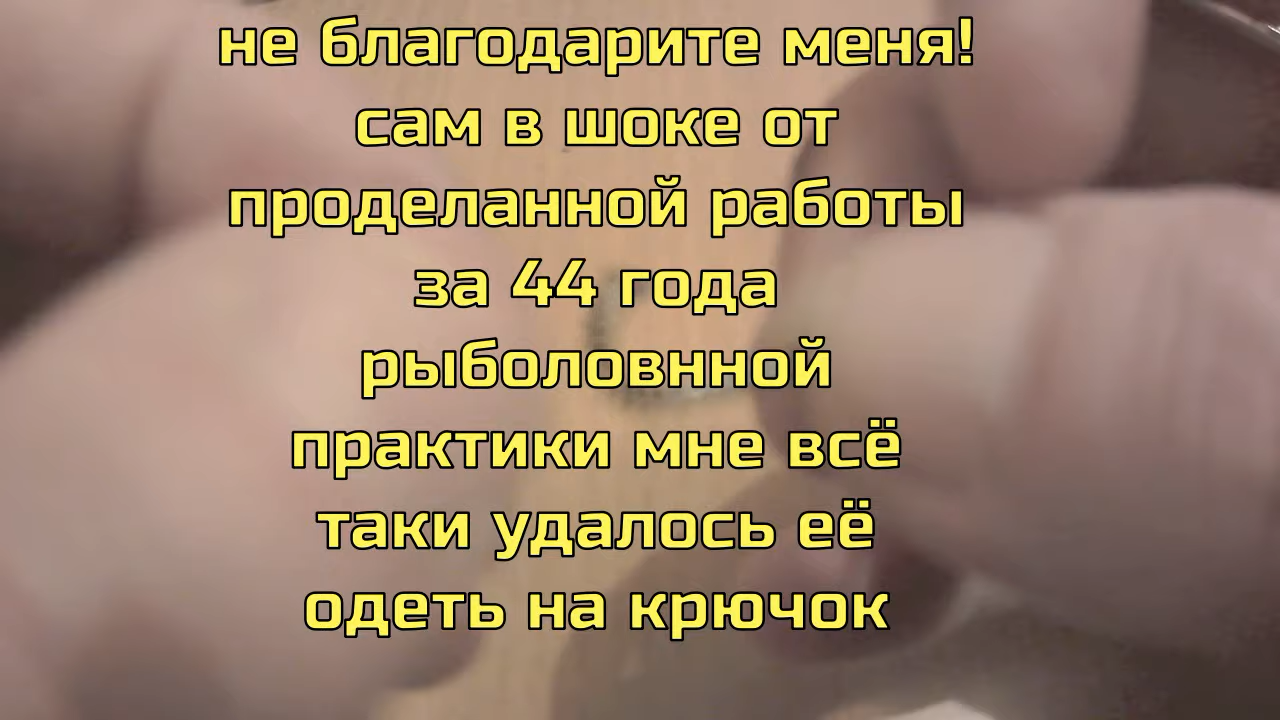 не благодарите меня!
сам в шоке от
проделанной работы
за 44 года
рыболовнной
практики мне всё
таки удалось её
одеть на крючок